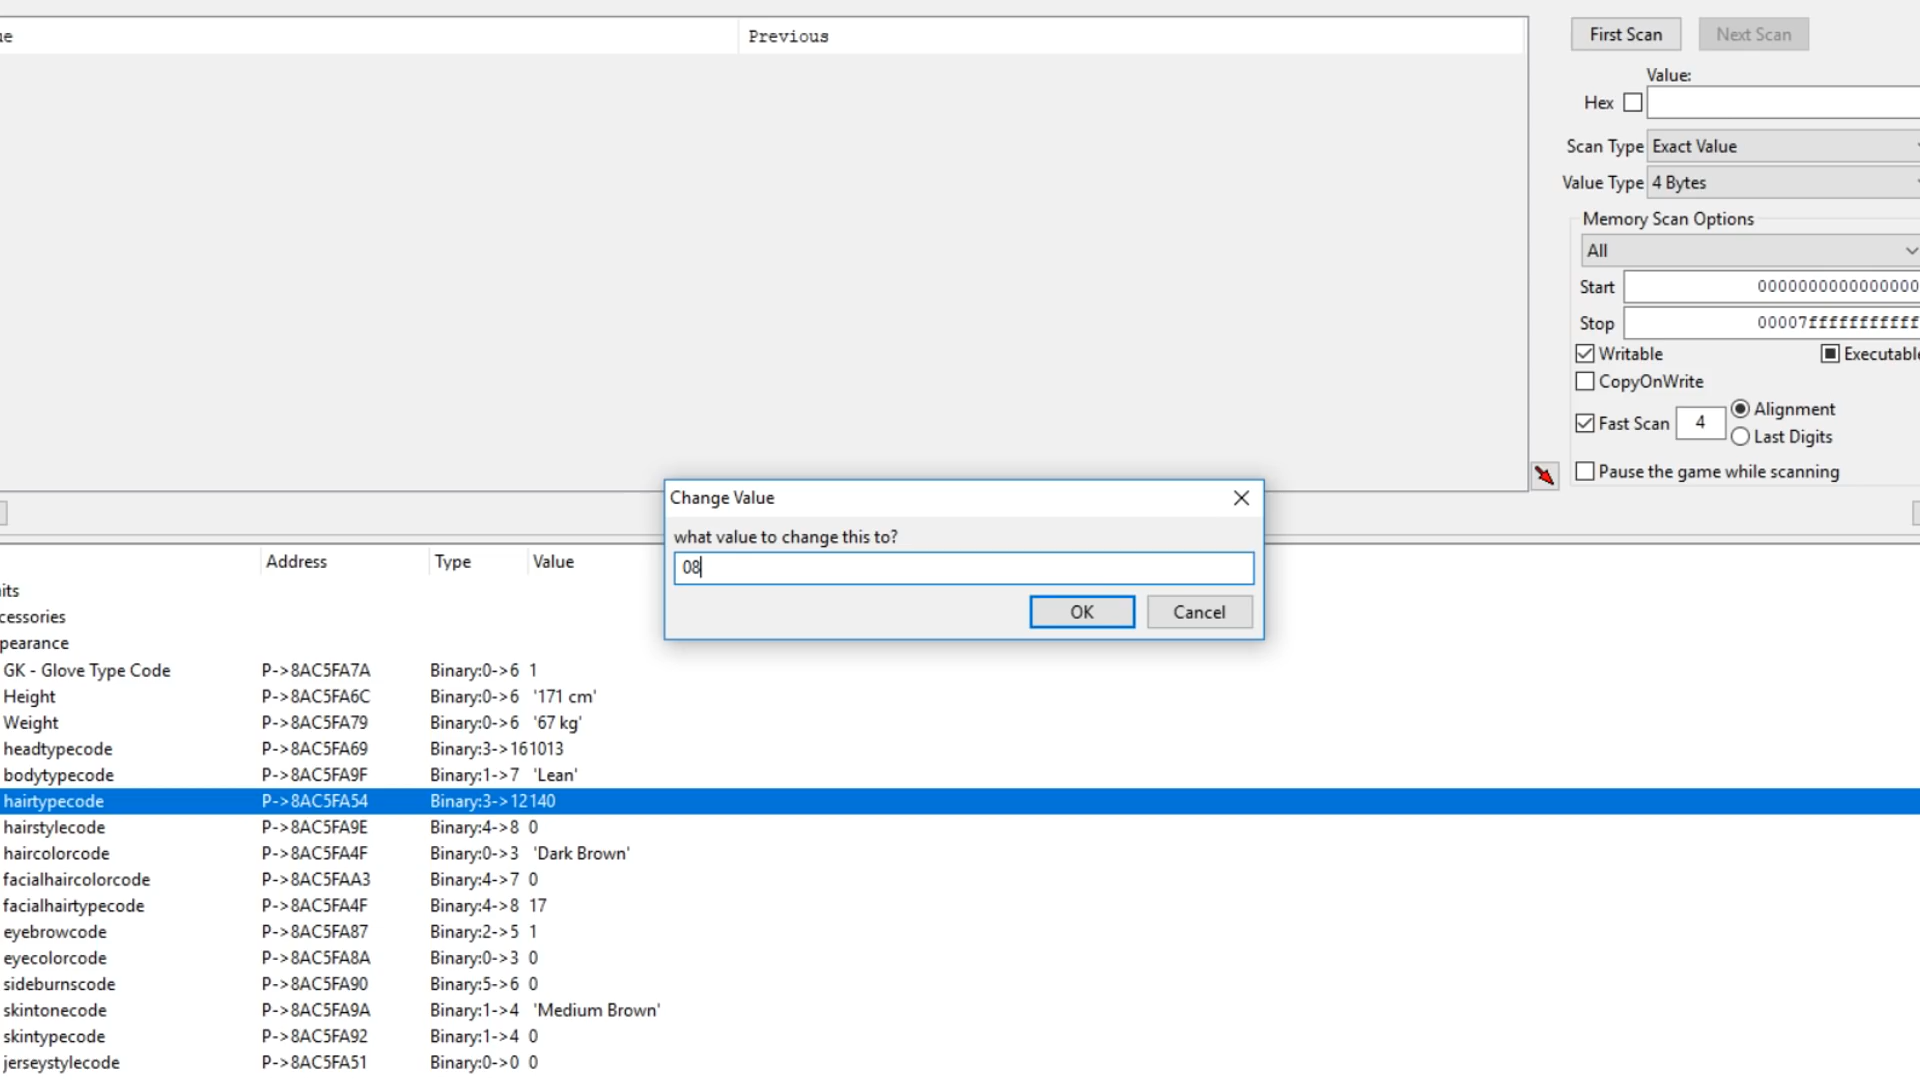 ue Previous
First Scan Next Scan
Value:
Hex
Scan Type Exact Value
Value Type 4 Bytes
Memory Scan Options
All
Start 0000000000000000
Stop 00007fffffffffff
Writable Executable
CopyOnWrite
Fast Scan 4 Alignment
Last Digits
Pause the game while scanning
Change Value
what value to change this to?
08
OK Cancel
Address Type Value
its
cessories
pearance
GK - Glove Type Code P->8AC5FA7A Binary:0->6 1
Height P->8AC5FA6C Binary:0->6 '171 cm'
Weight P->8AC5FA79 Binary:0->6 '67 kg'
headtypecode P->8AC5FA69 Binary:3->161013
bodytypecode P->8AC5FA9F Binary:1->7 'Lean'
hairtypecode P->8AC5FA54 Binary:3->12140
hairstylecode P->8AC5FA9E Binary:4->8 0
haircolorcode P->8AC5FA4F Binary:0->3 'Dark Brown'
facialhaircolorcode P->8AC5FAA3 Binary:4->7 0
facialhairtypecode P->8AC5FA4F Binary:4->8 17
eyebrowcode P->8AC5FA87 Binary:2->5 1
eyecolorcode P->8AC5FA8A Binary:0->3 0
sideburnscode P->8AC5FA90 Binary:5->6 0
skintonecode P->8AC5FA9A Binary:1->4 'Medium Brown'
skintypecode P->8AC5FA92 Binary:1->4 0
jerseystylecode P->8AC5FA51 Binary:0->0 0